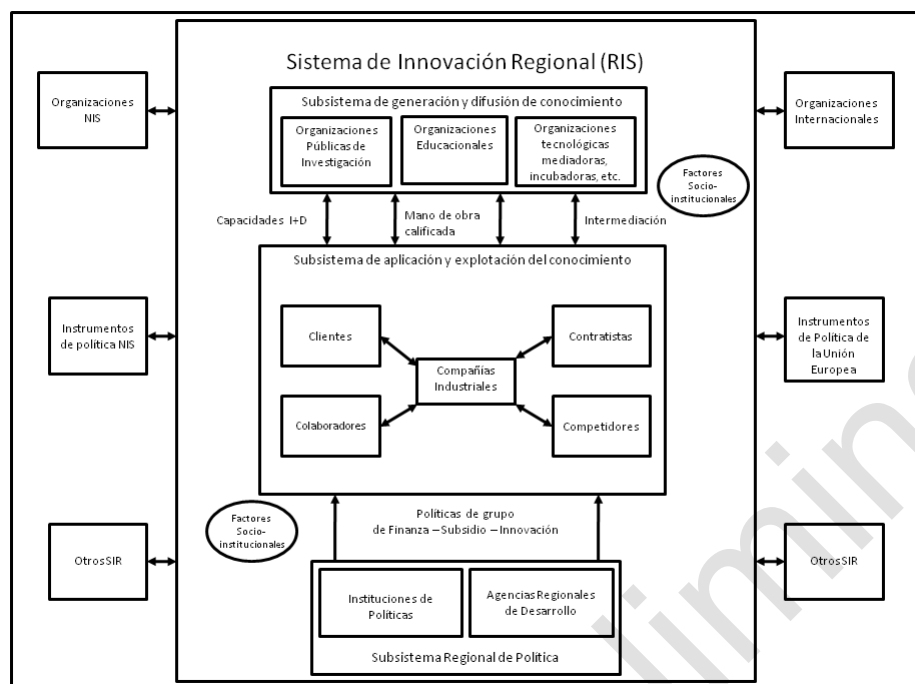 Sistema de Innovación Regional (RIS)
Organizaciones
NIS
Subsistema de generación y difusión de conocimiento
Organizaciones
Públicas de
Investigación
Organizaciones
Educacionales
Organizaciones
tecnológicas
mediadoras,
incubadoras, etc.
Organizaciones
Internacionales
Factores
Socio-
institucionales
Capacidades I+D
Mano de obra
calificada
Intermediación
Subsistema de aplicación y explotación del conocimiento
Instrumentos
de política NIS
Clientes
Contratistas
Compañías
Industriales
Colaboradores
Competidores
Instrumentos
de Política de
la Unión
Europea
Políticas de grupo
de Finanza – Subsidio – Innovación
Factores
Socio-
institucionales
Otros SIR
Instituciones de
Políticas
Agencias Regionales
de Desarrollo
Subsistema Regional de Política
Otros SIR